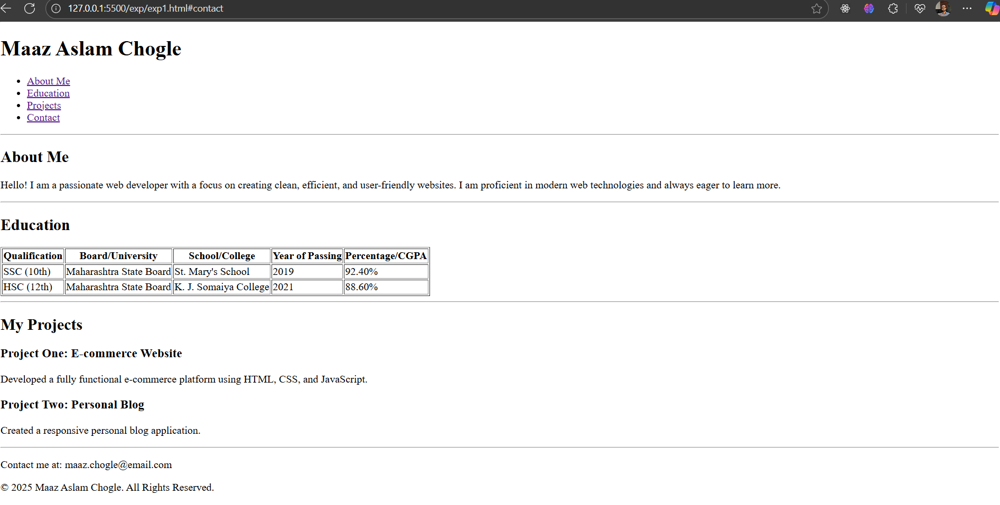 127.0.0.1:5500/exp/exp1.html#contact
Maaz Aslam Chogle
About Me
Education
Projects
Contact
About Me
Hello! I am a passionate web developer with a focus on creating clean, efficient, and user-friendly websites. I am proficient in modern web technologies and always eager to learn more.
Education
Qualification Board/University School/College Year of Passing Percentage/CGPA
SSC (10th) Maharashtra State Board St. Mary's School 2019 92.40%
HSC (12th) Maharashtra State Board K. J. Somaiya College 2021 88.60%
My Projects
Project One: E-commerce Website
Developed a fully functional e-commerce platform using HTML, CSS, and JavaScript.
Project Two: Personal Blog
Created a responsive personal blog application.
Contact me at: maaz.chogle@email.com
© 2025 Maaz Aslam Chogle. All Rights Reserved.